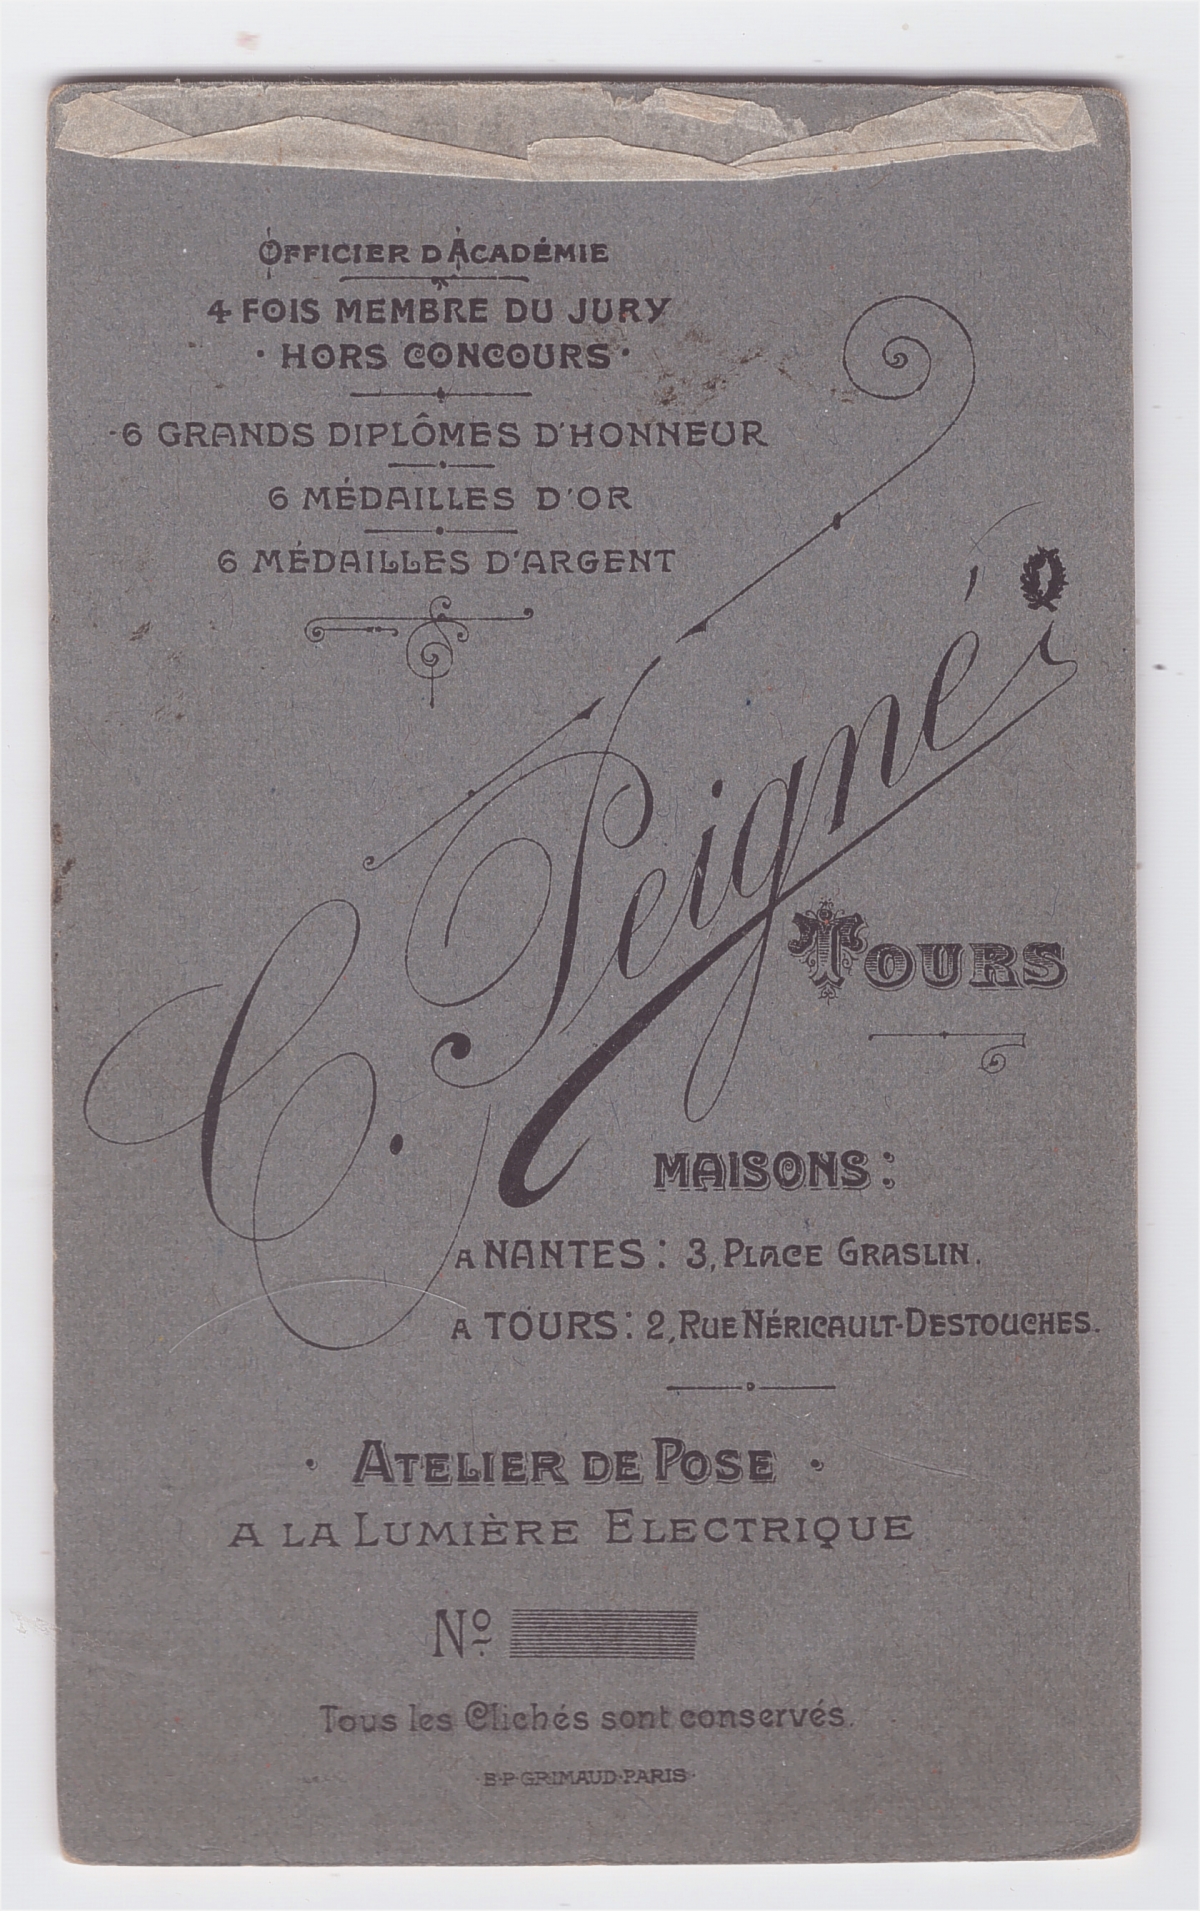 OFFICIER D'ACADÉMIE
4 FOIS MEMBRE DU JURY
· HORS CONCOURS ·
6 GRANDS DIPLÔMES D'HONNEUR
6 MÉDAILLES D'OR
6 MÉDAILLES D'ARGENT
C. Peigné
TOURS
MAISONS:
A NANTES: 3, PLACE GRASLIN.
A TOURS: 2, RUE NÉRICAULT-DESTOUCHES.
· ATELIER DE POSE ·
A LA LUMIÈRE ELECTRIQUE
Nº
Tous les Clichés sont conservés.
B·P·GRIMAUD·PARIS·